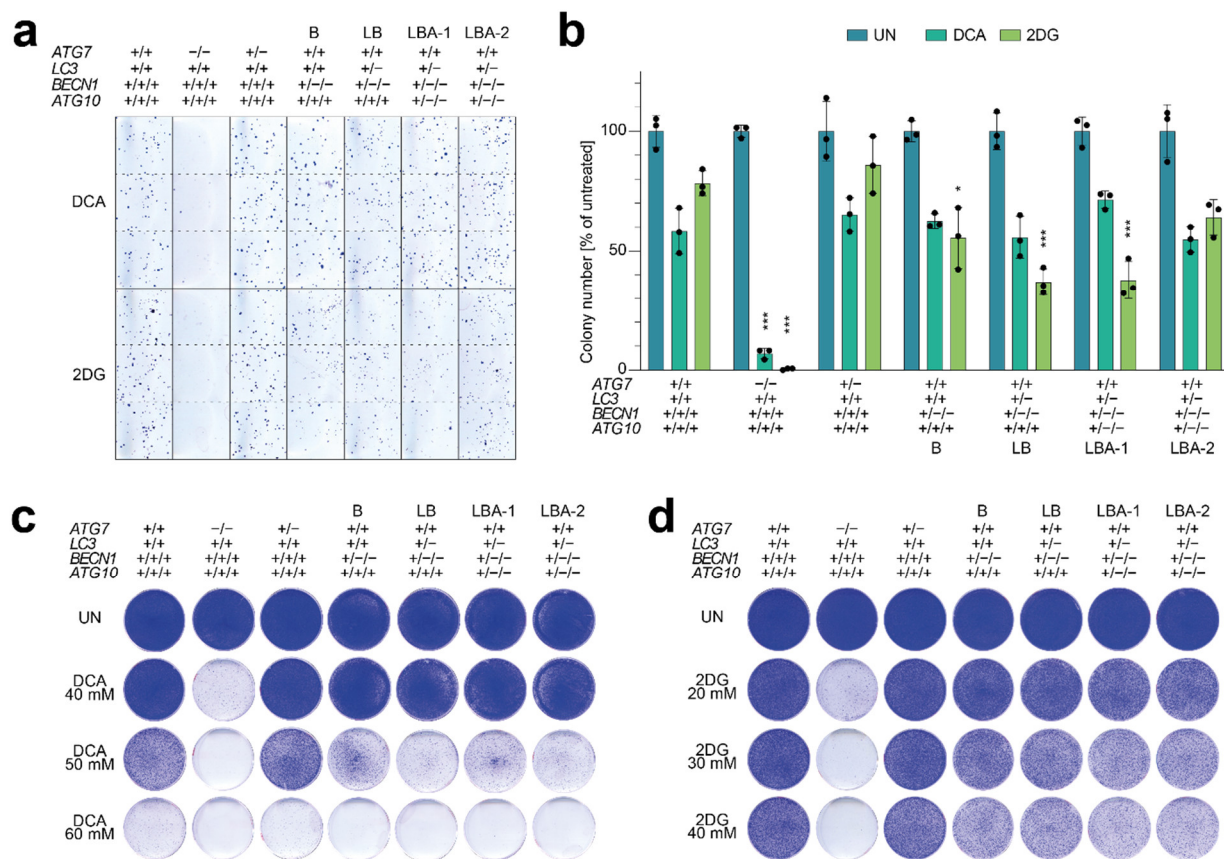 a
B LB LBA-1 LBA-2
ATG7 +/+ −/− +/− +/+ +/+ +/+ +/+
LC3 +/+ +/+ +/+ +/+ +/− +/− +/−
BECN1 +/+/+ +/+/+ +/+/+ +/−/− +/−/− +/−/− +/−/−
ATG10 +/+/+ +/+/+ +/+/+ +/+/+ +/+/+ +/−/− +/−/−
DCA
2DG
b
UN DCA 2DG
Colony number [% of untreated]
100
50
0
*** *** * *** ***
ATG7 +/+ −/− +/− +/+ +/+ +/+ +/+
LC3 +/+ +/+ +/+ +/+ +/− +/− +/−
BECN1 +/+/+ +/+/+ +/+/+ +/−/− +/−/− +/−/− +/−/−
ATG10 +/+/+ +/+/+ +/+/+ +/+/+ +/+/+ +/−/−/− +/−/−/−
B LB LBA-1 LBA-2
c
B LB LBA-1 LBA-2
ATG7 +/+ −/− +/− +/+ +/+ +/+ +/+
LC3 +/+ +/+ +/+ +/+ +/− +/− +/−
BECN1 +/+/+ +/+/+ +/+/+ +/−/− +/−/− +/−/− +/−/−
ATG10 +/+/+ +/+/+ +/+/+ +/+/+ +/+/+ +/−/− +/−/−
UN
DCA
40 mM
DCA
50 mM
DCA
60 mM
d
B LB LBA-1 LBA-2
ATG7 +/+ −/− +/− +/+ +/+ +/+ +/+
LC3 +/+ +/+ +/+ +/+ +/− +/− +/−
BECN1 +/+/+ +/+/+ +/+/+ +/−/− +/−/− +/−/− +/−/−
ATG10 +/+/+ +/+/+ +/+/+ +/+/+ +/+/+ +/−/− +/−/−
UN
2DG
20 mM
2DG
30 mM
2DG
40 mM